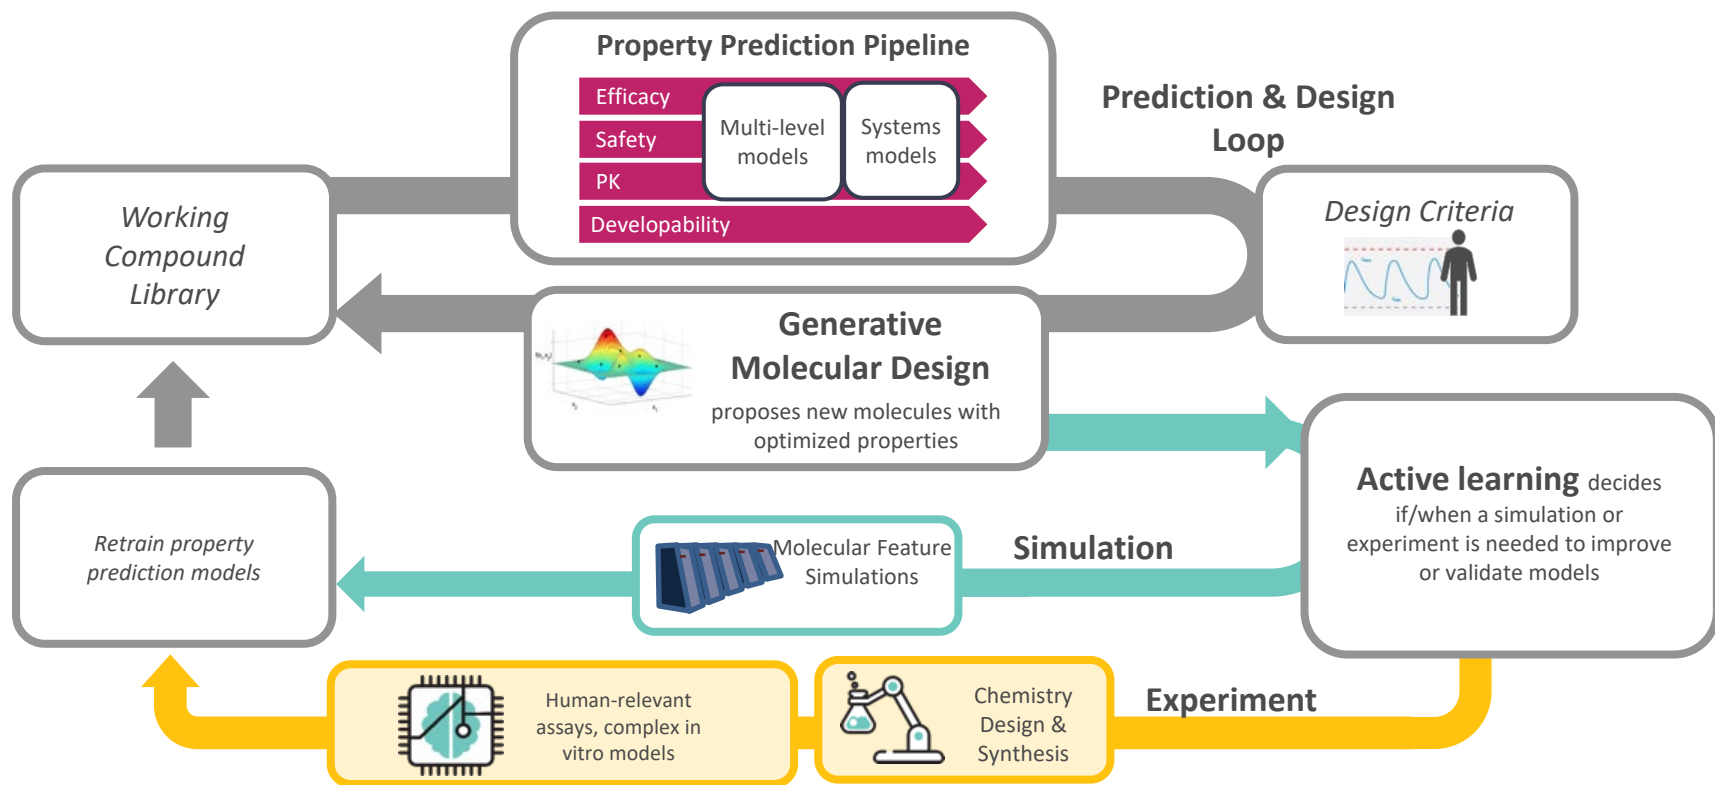 Property Prediction Pipeline
Efficacy
Safety
PK
Developability
Multi-level
models
Systems
models
Prediction & Design
Loop
Working
Compound
Library
Design Criteria
Generative
Molecular Design
proposes new molecules with
optimized properties
Active learning decides
if/when a simulation or
experiment is needed to improve
or validate models
Retrain property
prediction models
Molecular Feature
Simulations
Simulation
Human-relevant
assays, complex in
vitro models
Chemistry
Design &
Synthesis
Experiment